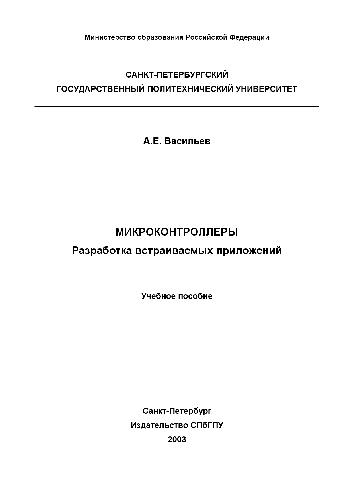 Министерство образования Российской Федерации
САНКТ-ПЕТЕРБУРГСКИЙ
ГОСУДАРСТВЕННЫЙ ПОЛИТЕХНИЧЕСКИЙ УНИВЕРСИТЕТ
А.Е. Васильев
МИКРОКОНТРОЛЛЕРЫ
Разработка встраиваемых приложений
Учебное пособие
Санкт-Петербург
Издательство СПбГПУ
2003